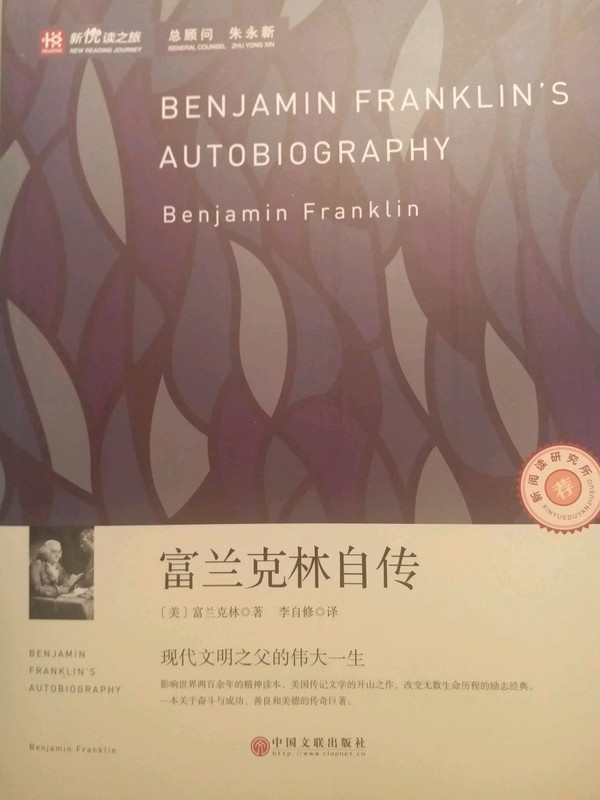 新悦读之旅
NEW READING JOURNEY
总顾问 朱永新
GENERAL COUNSEL ZHU YONG XIN
BENJAMIN FRANKLIN'S
AUTOBIOGRAPHY
Benjamin Franklin
新阅读研究所
荐
XINYUEDUYANJIUSUO
富兰克林自传
［美］富兰克林◎著 李自修◎译
现代文明之父的伟大一生
影响世界两百余年的精神读本、美国传记文学的开山之作、改变无数生命历程的励志经典、
一本关于奋斗与成功、善良和美德的传奇巨著。
BENJAMIN
FRANKLIN'S
AUTOBIOGRAPHY
Benjamin Franklin
中国文联出版社
http://www.clapnet.cn